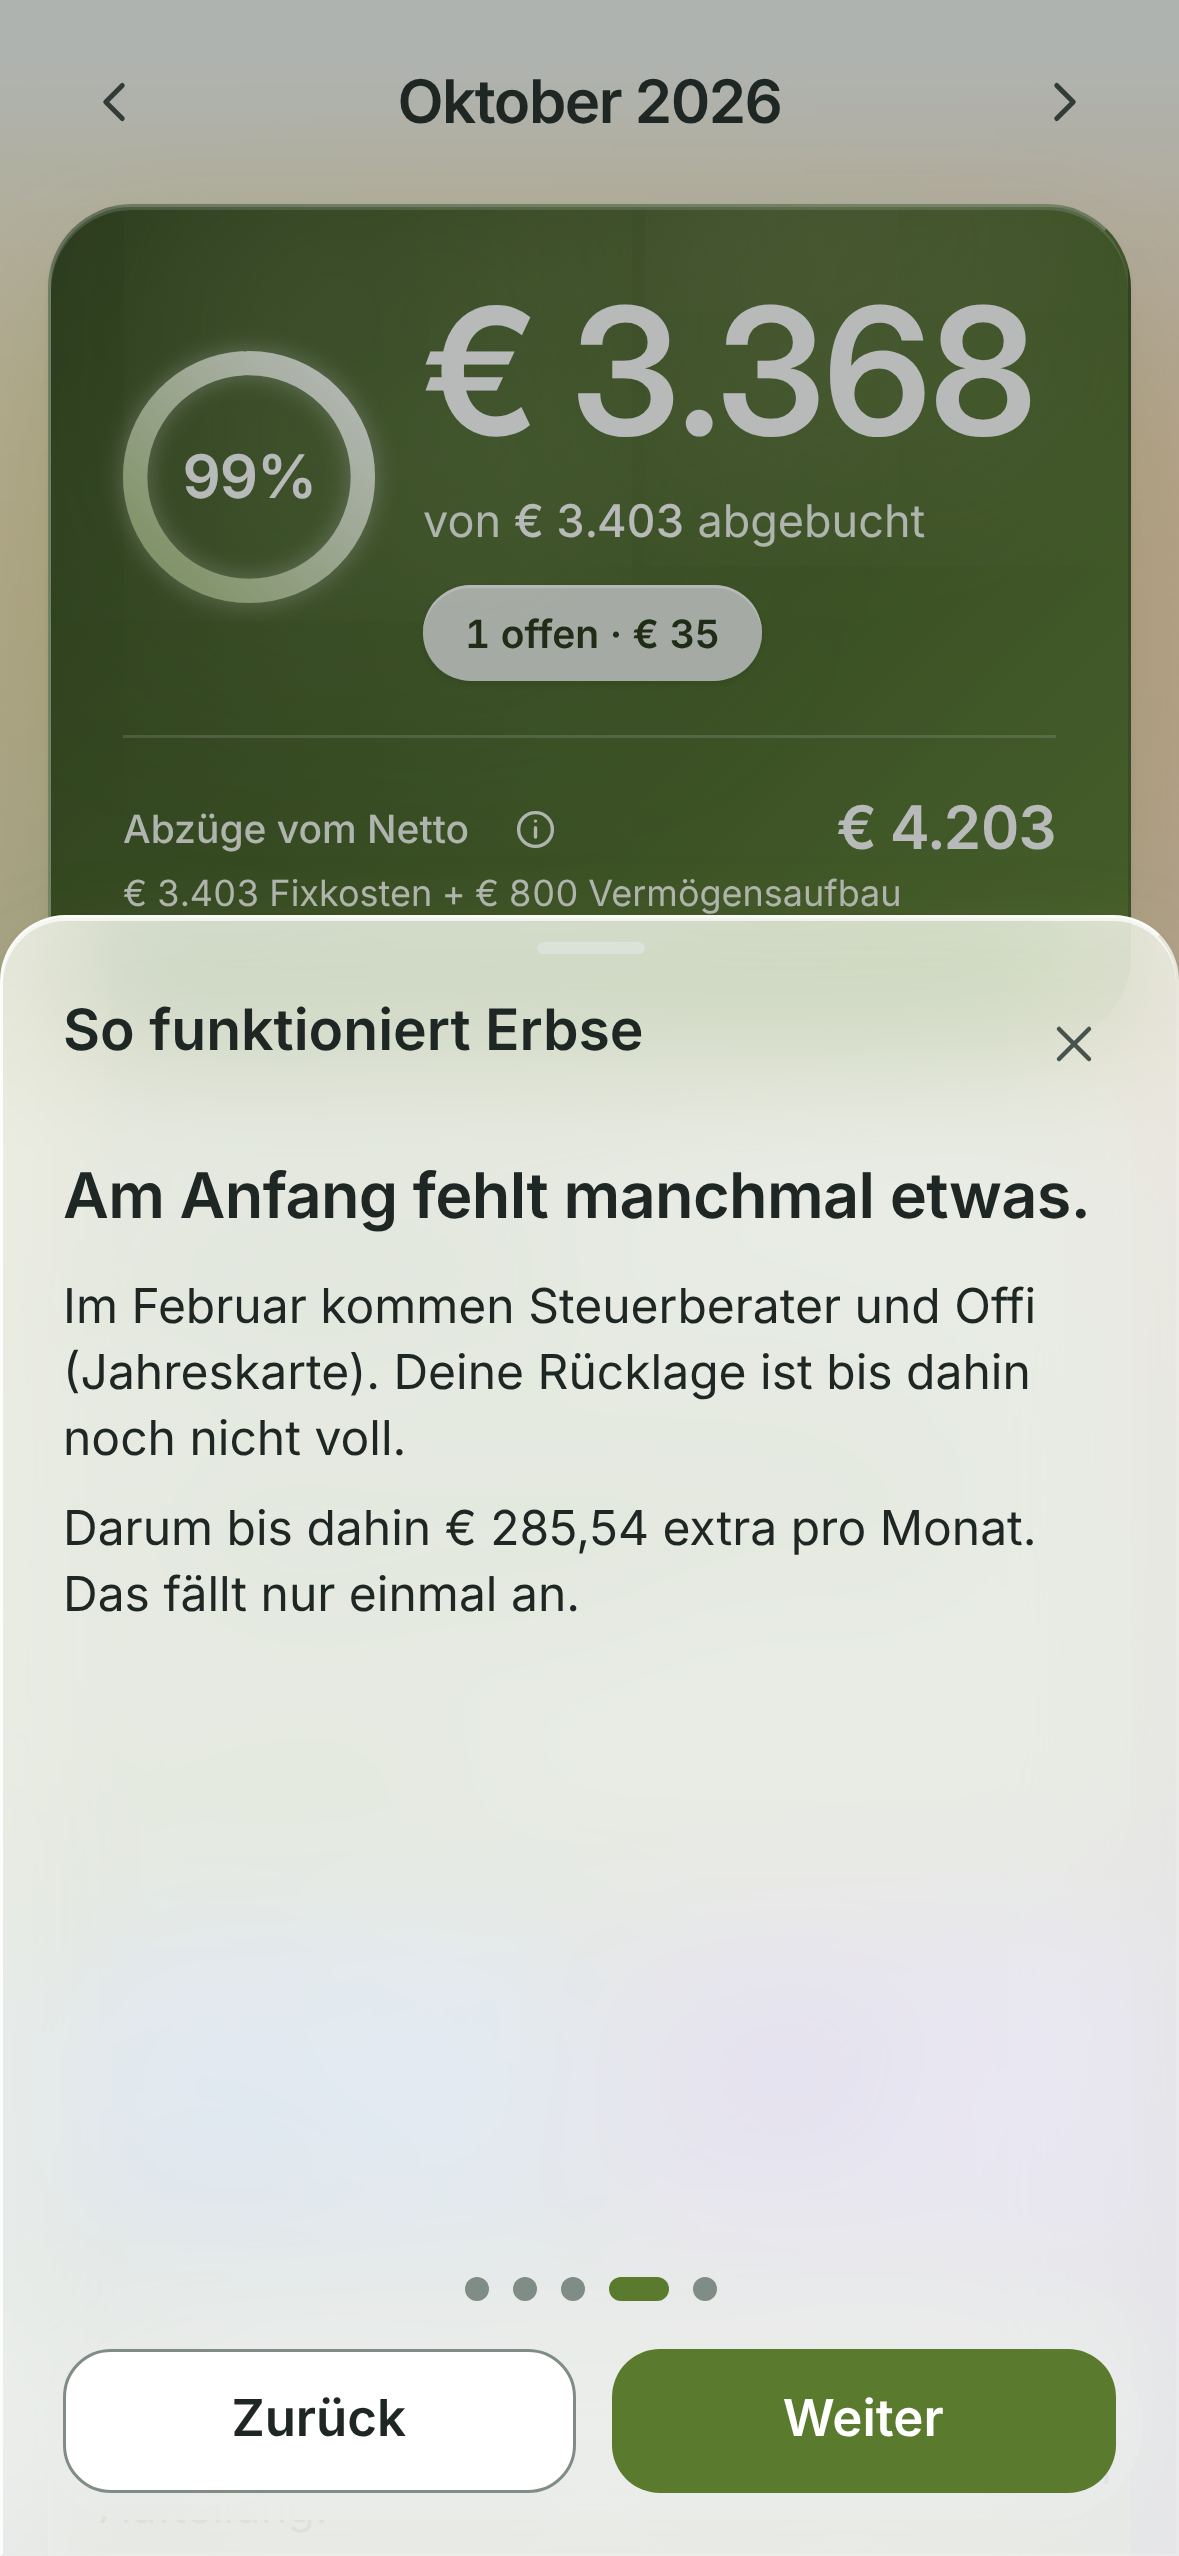 Oktober 2026
€ 3.368
99%
von € 3.403 abgebucht
1 offen · € 35
Abzüge vom Netto
€ 4.203
€ 3.403 Fixkosten + € 800 Vermögensaufbau
So funktioniert Erbse
Am Anfang fehlt manchmal etwas.
Im Februar kommen Steuerberater und Offi
(Jahreskarte). Deine Rücklage ist bis dahin
noch nicht voll.
Darum bis dahin € 285,54 extra pro Monat.
Das fällt nur einmal an.
Zurück
Weiter